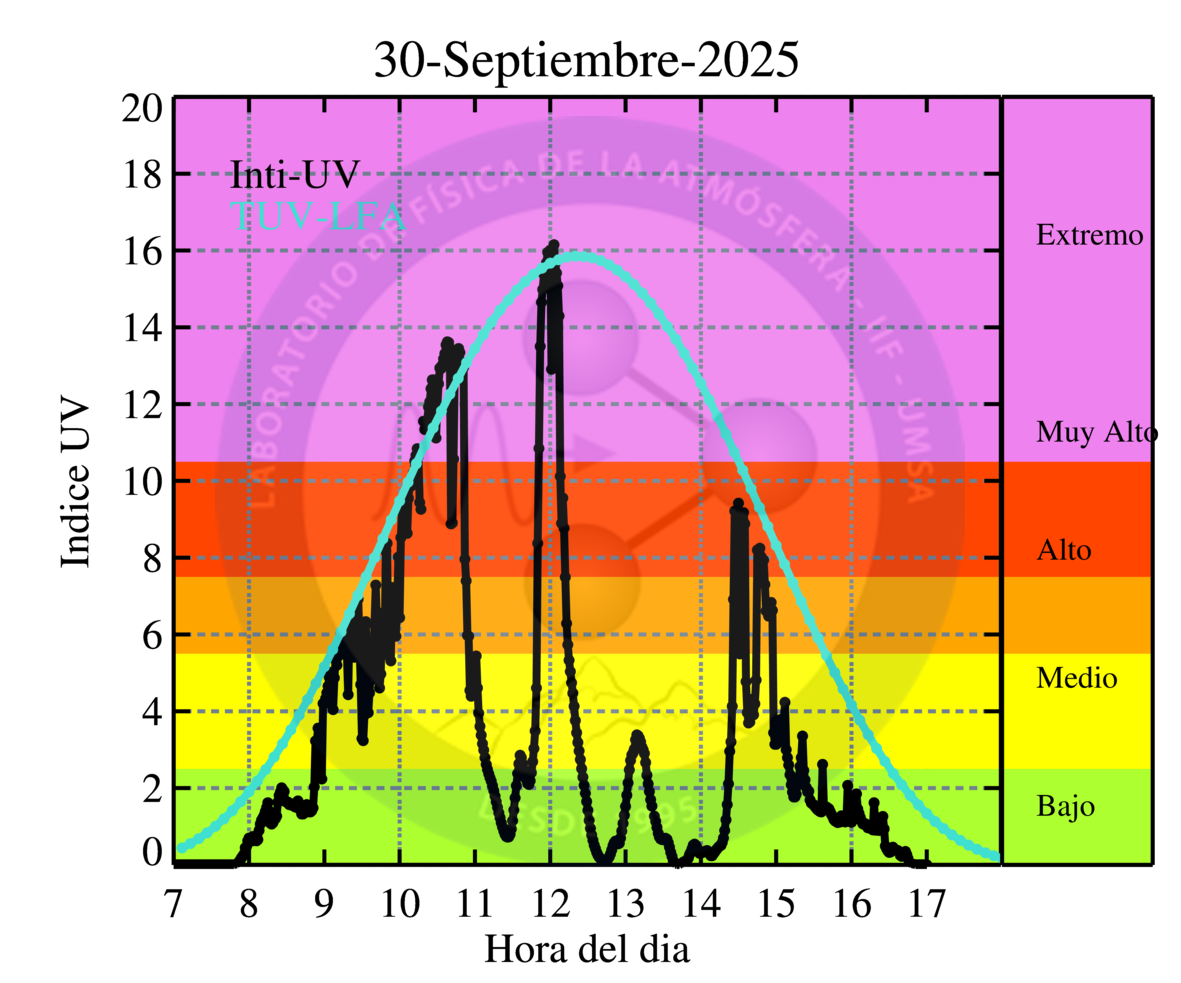 30-Septiembre-2025
20
18
16
14
12
10
8
6
4
2
0
Indice UV
Inti-UV
TUV-LFA
LABORATORIO DE FÍSICA DE LA ATMÓSFERA - IIF - UMSA
DESDE 1995
Extremo
Muy Alto
Alto
Medio
Bajo
7 8 9 10 11 12 13 14 15 16 17
Hora del dia